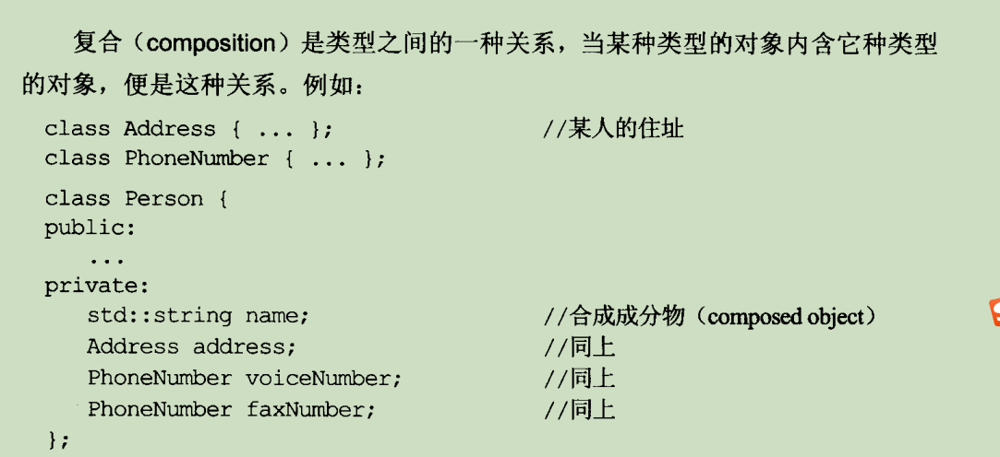 复合（composition）是类型之间的一种关系，当某种类型的对象内含它种类型
的对象，便是这种关系。例如：
class Address { ... }; //某人的住址
class PhoneNumber { ... };
class Person {
public:
...
private:
std::string name; //合成成分物（composed object）
Address address; //同上
PhoneNumber voiceNumber; //同上
PhoneNumber faxNumber; //同上
};